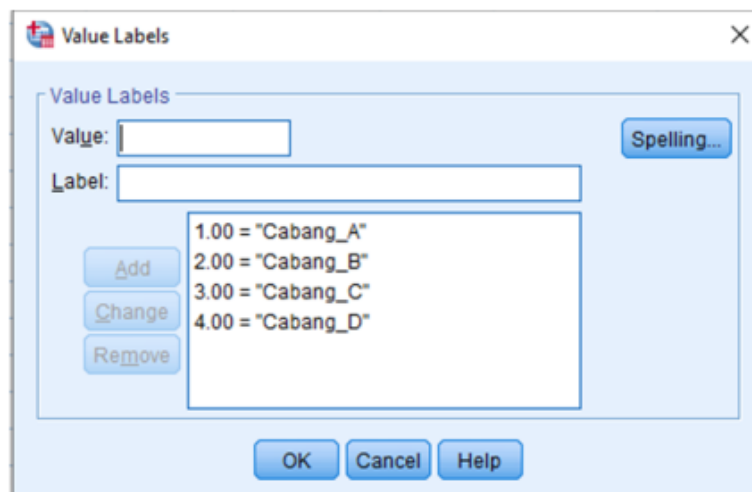 Value Labels
Value Labels
Value:
Spelling...
Label:
1.00 = "Cabang_A"
2.00 = "Cabang_B"
3.00 = "Cabang_C"
4.00 = "Cabang_D"
Add
Change
Remove
OK Cancel Help